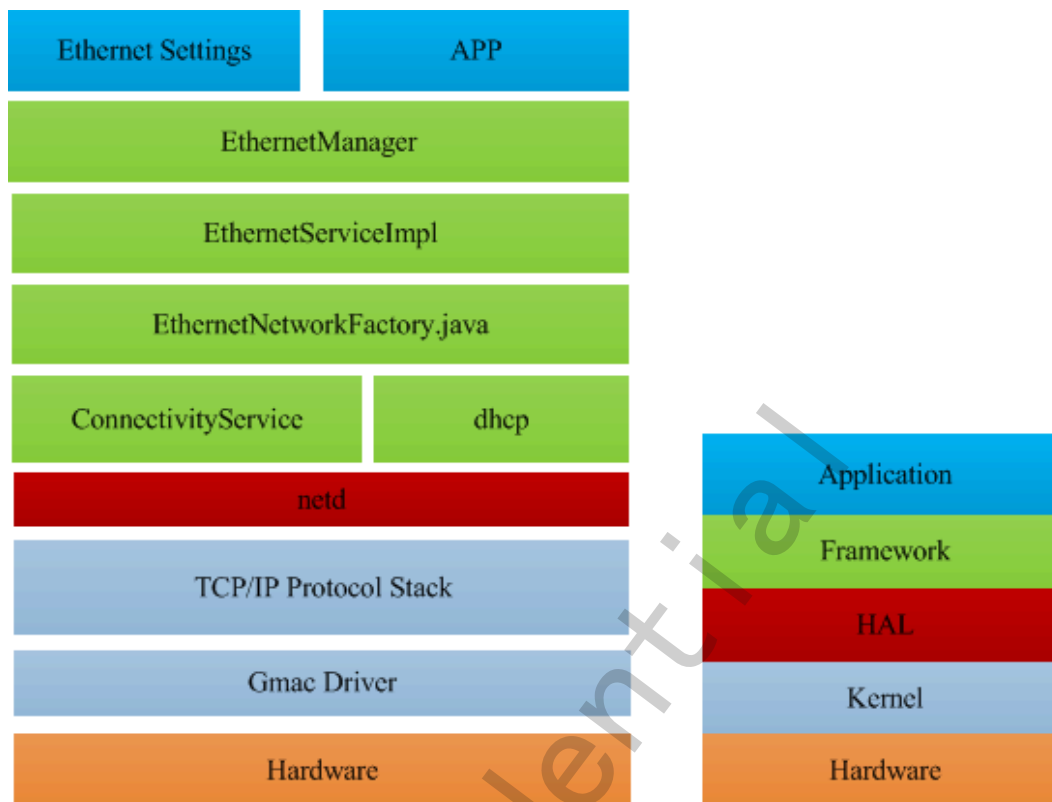 Ethernet Settings
APP
EthernetManager
EthernetServiceImpl
EthernetNetworkFactory.java
ConnectivityService
dhcp
netd
TCP/IP Protocol Stack
Gmac Driver
Hardware
Application
Framework
HAL
Kernel
Hardware
dential